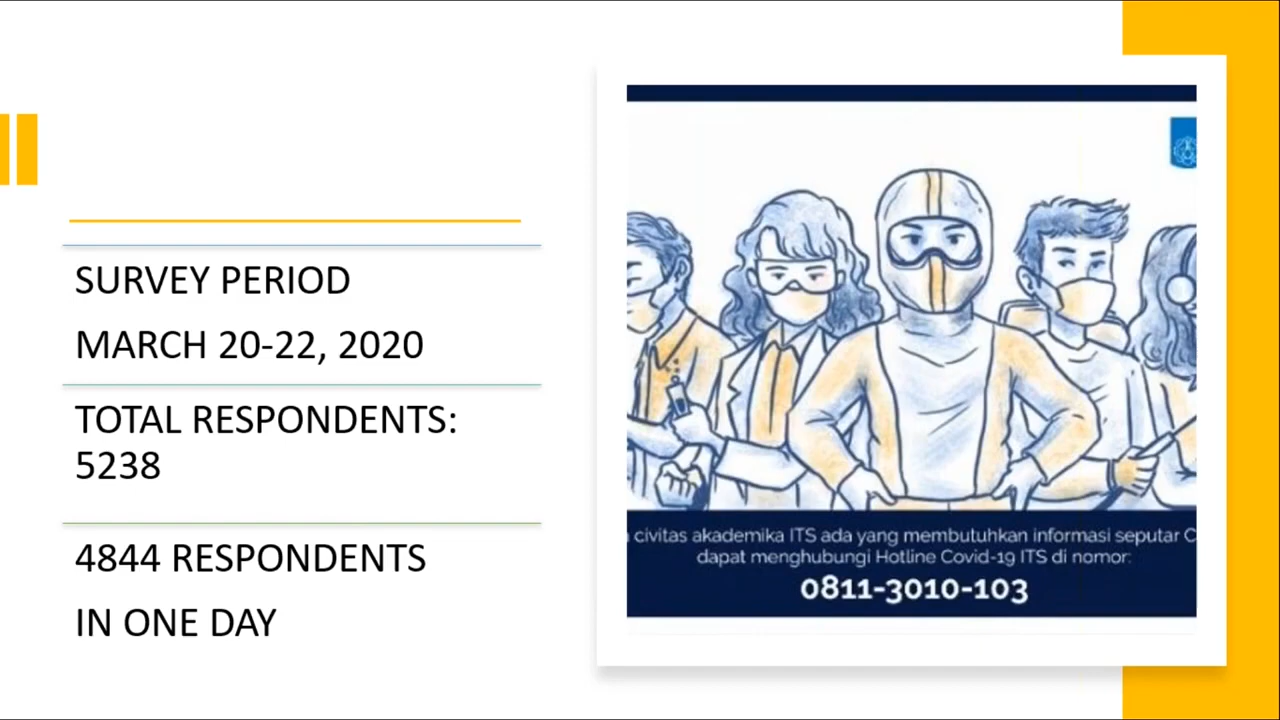 SURVEY PERIOD
MARCH 20-22, 2020
TOTAL RESPONDENTS:
5238
4844 RESPONDENTS
IN ONE DAY
civitas akademika ITS ada yang membutuhkan informasi seputar C
dapat menghubungi Hotline Covid-19 ITS di nomor:
0811-3010-103